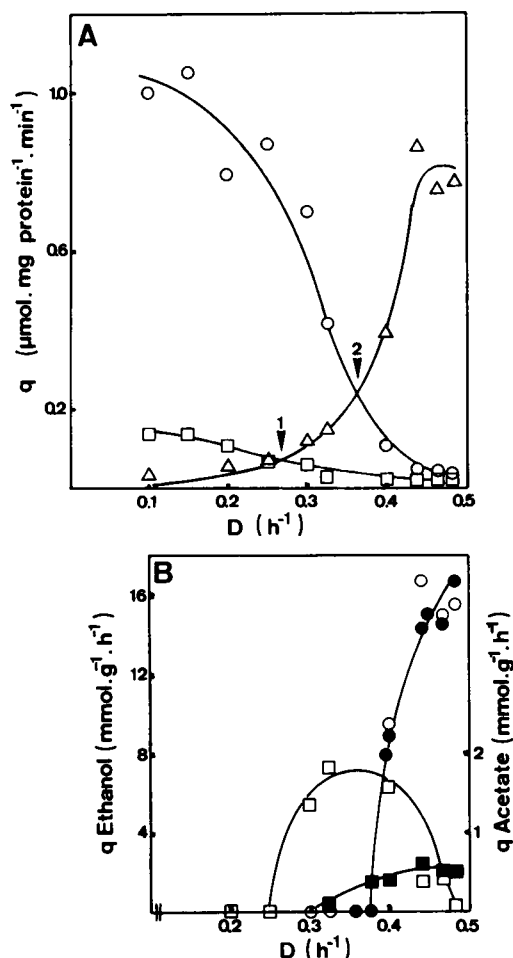 A
q (μmol. mg protein⁻¹. min⁻¹)
1.0
0.6
0.2
1
2
0.1 0.2 0.3 0.4 0.5
D (h⁻¹)
B
q Ethanol (mmol.g⁻¹.h⁻¹)
16
12
8
4
q Acetate (mmol.g⁻¹.h⁻¹)
2
1
0.2 0.3 0.4 0.5
D (h⁻¹)